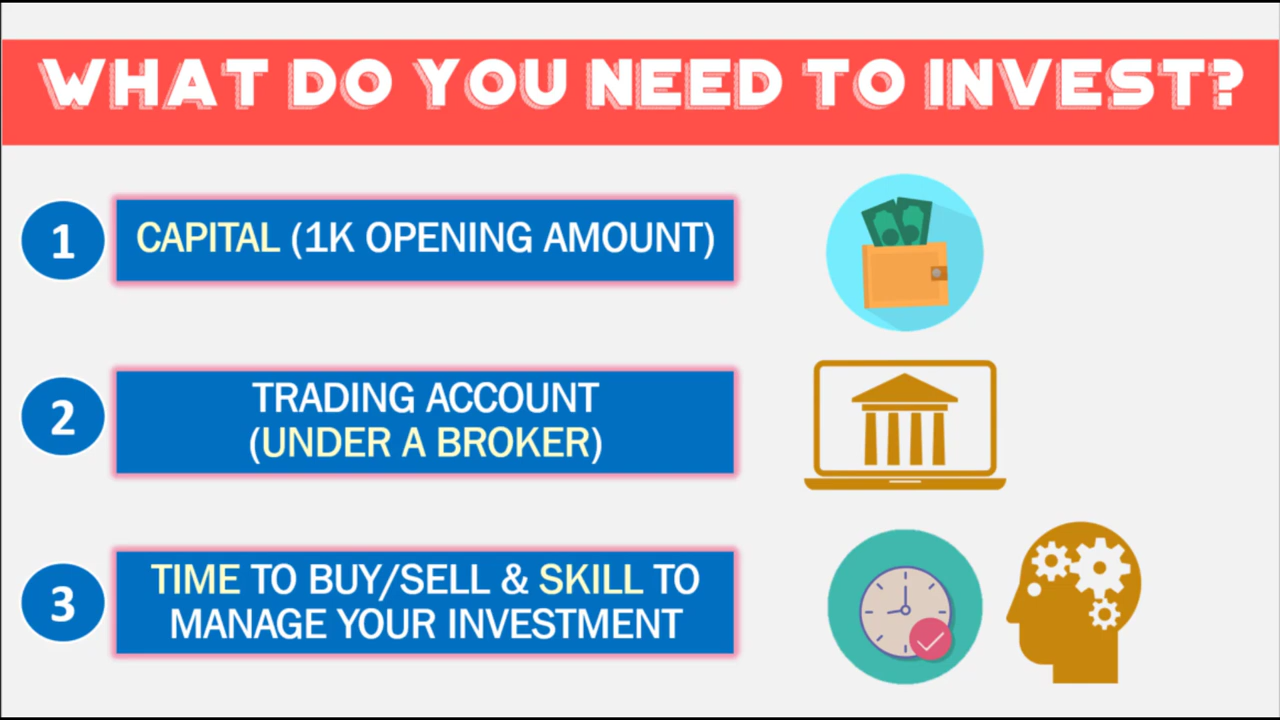 WHAT DO YOU NEED TO INVEST?
1
CAPITAL (1K OPENING AMOUNT)
2
TRADING ACCOUNT
(UNDER A BROKER)
3
TIME TO BUY/SELL & SKILL TO
MANAGE YOUR INVESTMENT